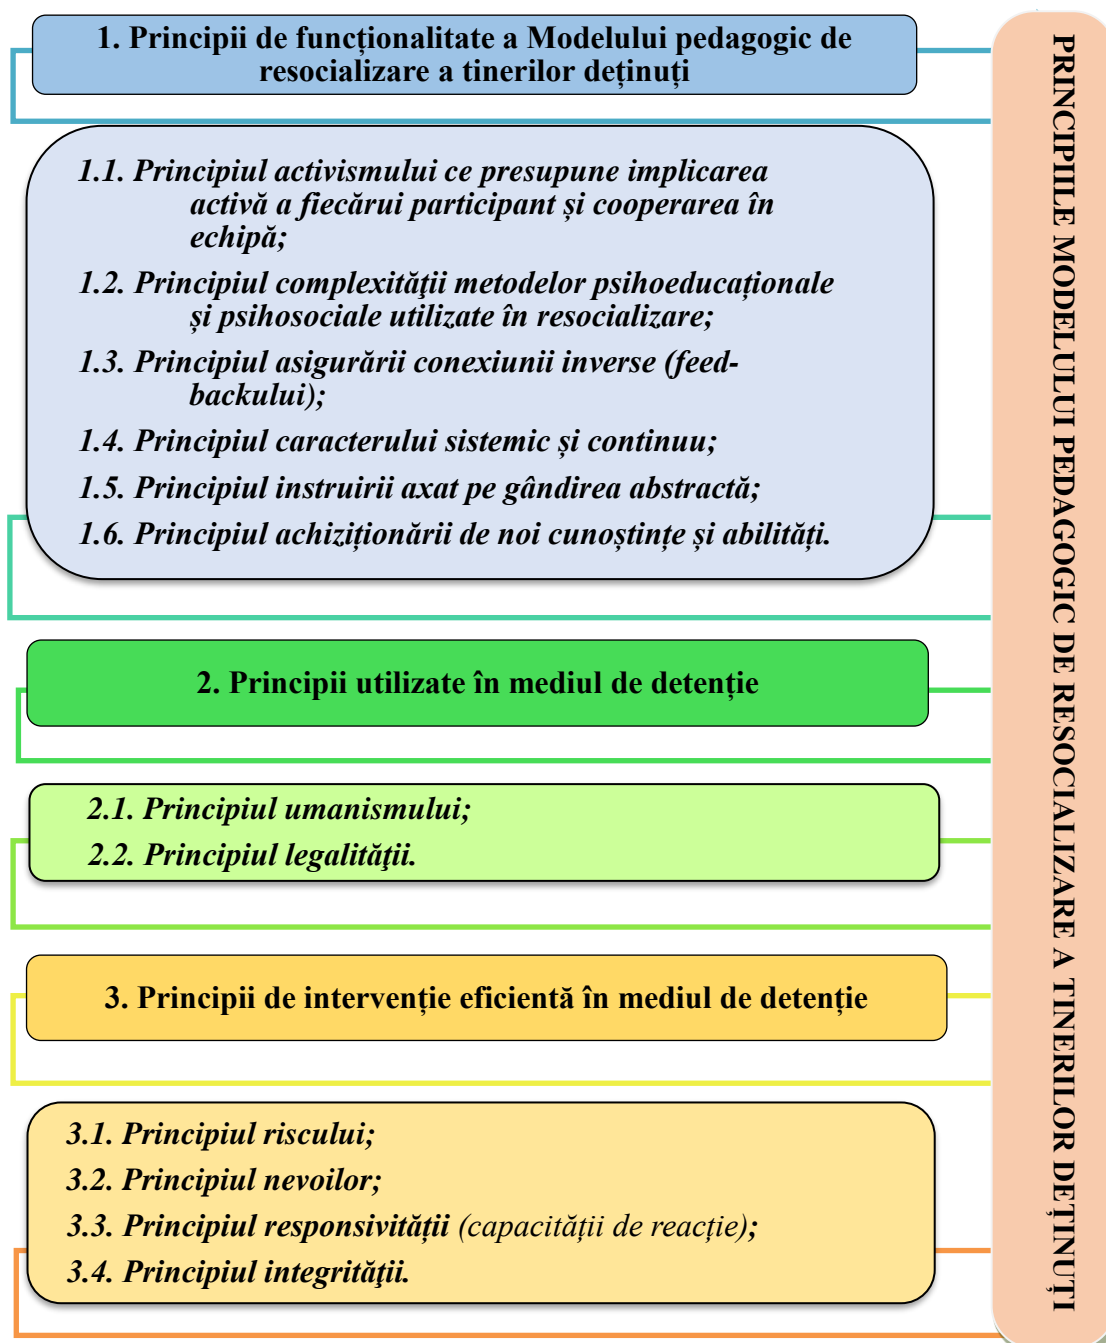 1. Principii de funcționalitate a Modelului pedagogic de
resocializare a tinerilor deținuți
1.1. Principiul activismului ce presupune implicarea
activă a fiecărui participant și cooperarea în
echipă;
1.2. Principiul complexităţii metodelor psihoeducaționale
și psihosociale utilizate în resocializare;
1.3. Principiul asigurării conexiunii inverse (feed-
backului);
1.4. Principiul caracterului sistemic și continuu;
1.5. Principiul instruirii axat pe gândirea abstractă;
1.6. Principiul achiziționării de noi cunoștințe și abilități.
2. Principii utilizate în mediul de detenție
2.1. Principiul umanismului;
2.2. Principiul legalităţii.
3. Principii de intervenție eficientă în mediul de detenție
3.1. Principiul riscului;
3.2. Principiul nevoilor;
3.3. Principiul responsivității (capacității de reacție);
3.4. Principiul integrităţii.
PRINCIPIILE MODELULUI PEDAGOGIC DE RESOCIALIZARE A TINERILOR DEȚINUȚI